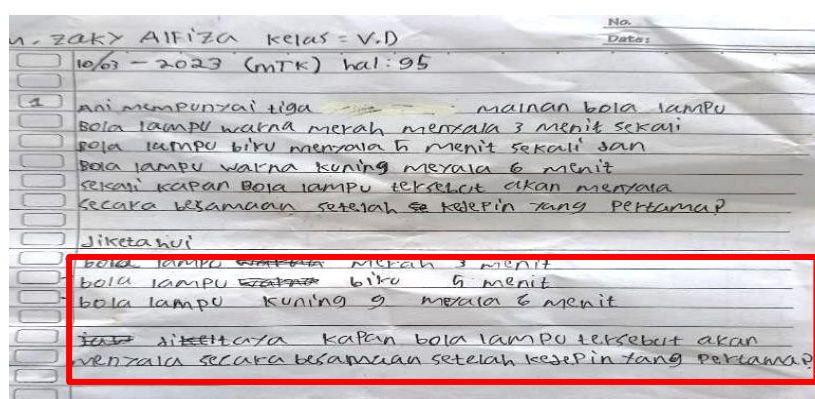 No.
Date:
M. zaky AlFiza kelas = V.D
10/03 - 2023 (MTK) hal: 95
1 Ani mempunyai tiga mainan bola lampu
Bola lampu warna merah menyala 3 menit sekali
Bola lampu biru menyala 5 menit sekali dan
Bola lampu warna kuning meyala 6 menit
sekali kapan Bola lampu tersebut akan menyala
secara besamaan setelah kedepin yang pertama?
diketahui
bola lampu merah 3 menit
bola lampu biru 5 menit
bola lampu kuning 9 meyala 6 menit
kapan bola lampu tersebut akan
menyala secara besamaan setelah kedepin yang pertama?